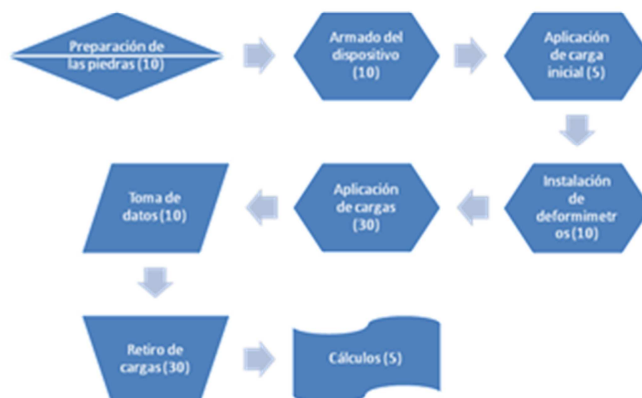 Preparación de
las piedras (10)
Armado del
dispositivo
(10)
Aplicación
de carga
inicial (5)
Instalación
de
deformimetr
os (10)
Aplicación
de cargas
(30)
Toma de
datos (10)
Retiro de
cargas (30)
Cálculos (5)